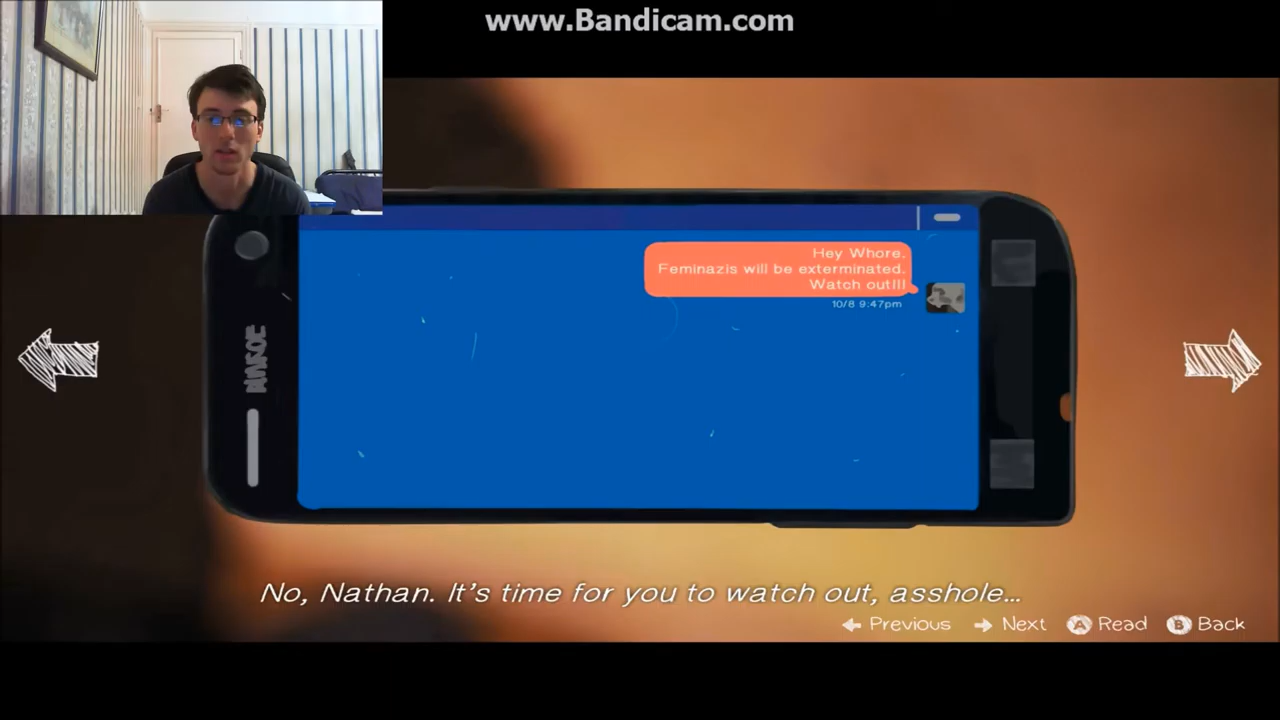 www.Bandicam.com
Hey Whore.
Feminazis will be exterminated.
Watch out!!!
10/8 9:47pm
No, Nathan. It's time for you to watch out, asshole...
Previous Next A Read B Back